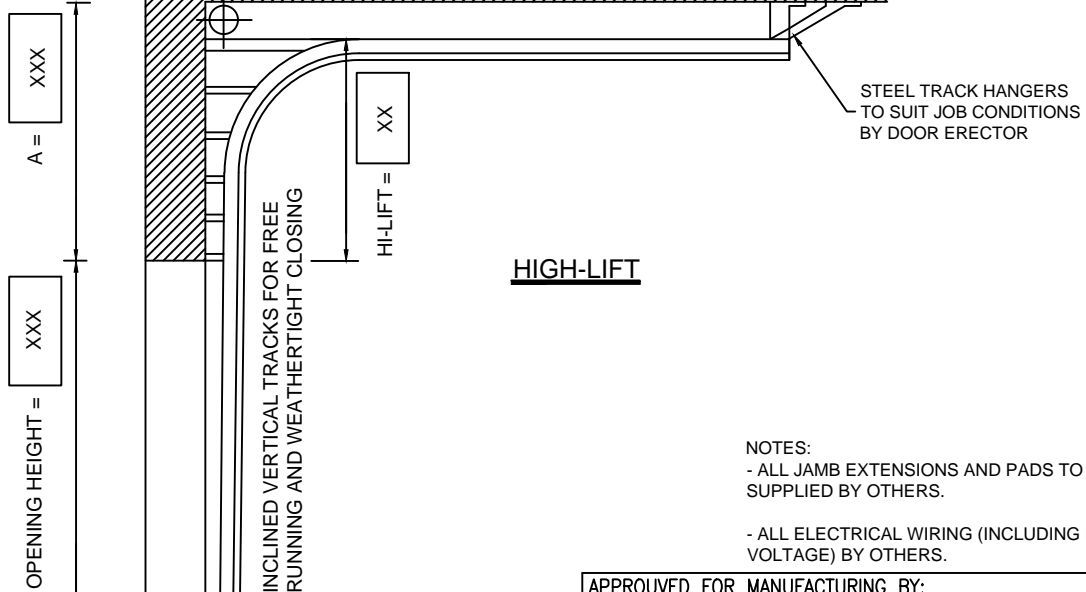 XXX
A =
XX
HI-LIFT =
STEEL TRACK HANGERS
TO SUIT JOB CONDITIONS
BY DOOR ERECTOR
HIGH-LIFT
XXX
OPENING HEIGHT =
INCLINED VERTICAL TRACKS FOR FREE
RUNNING AND WEATHERTIGHT CLOSING
NOTES:
- ALL JAMB EXTENSIONS AND PADS TO
SUPPLIED BY OTHERS.
- ALL ELECTRICAL WIRING (INCLUDING
VOLTAGE) BY OTHERS.
APPROUVED FOR MANUFACTURING BY: